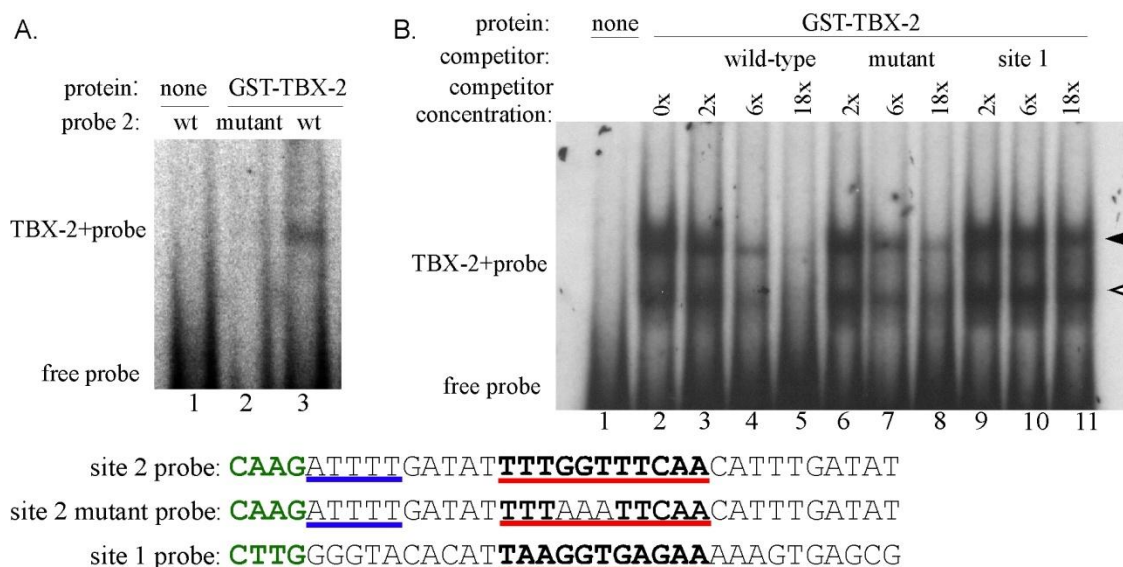 A.
protein: none GST-TBX-2
probe 2: wt mutant wt
TBX-2+probe
free probe
1 2 3
B.
protein: none GST-TBX-2
competitor: wild-type mutant site 1
competitor
concentration: 0x 2x 6x 18x 2x 6x 18x 2x 6x 18x
TBX-2+probe
free probe
1 2 3 4 5 6 7 8 9 10 11
site 2 probe: CAAGATTTTGATATTTTGGTTTCAACATTTGATAT
site 2 mutant probe: CAAGATTTTGATATTTTAAATTCAACATTTGATAT
site 1 probe: CTTGGGGTACACATTAAGGTGAGAAAAAGTGAGCG